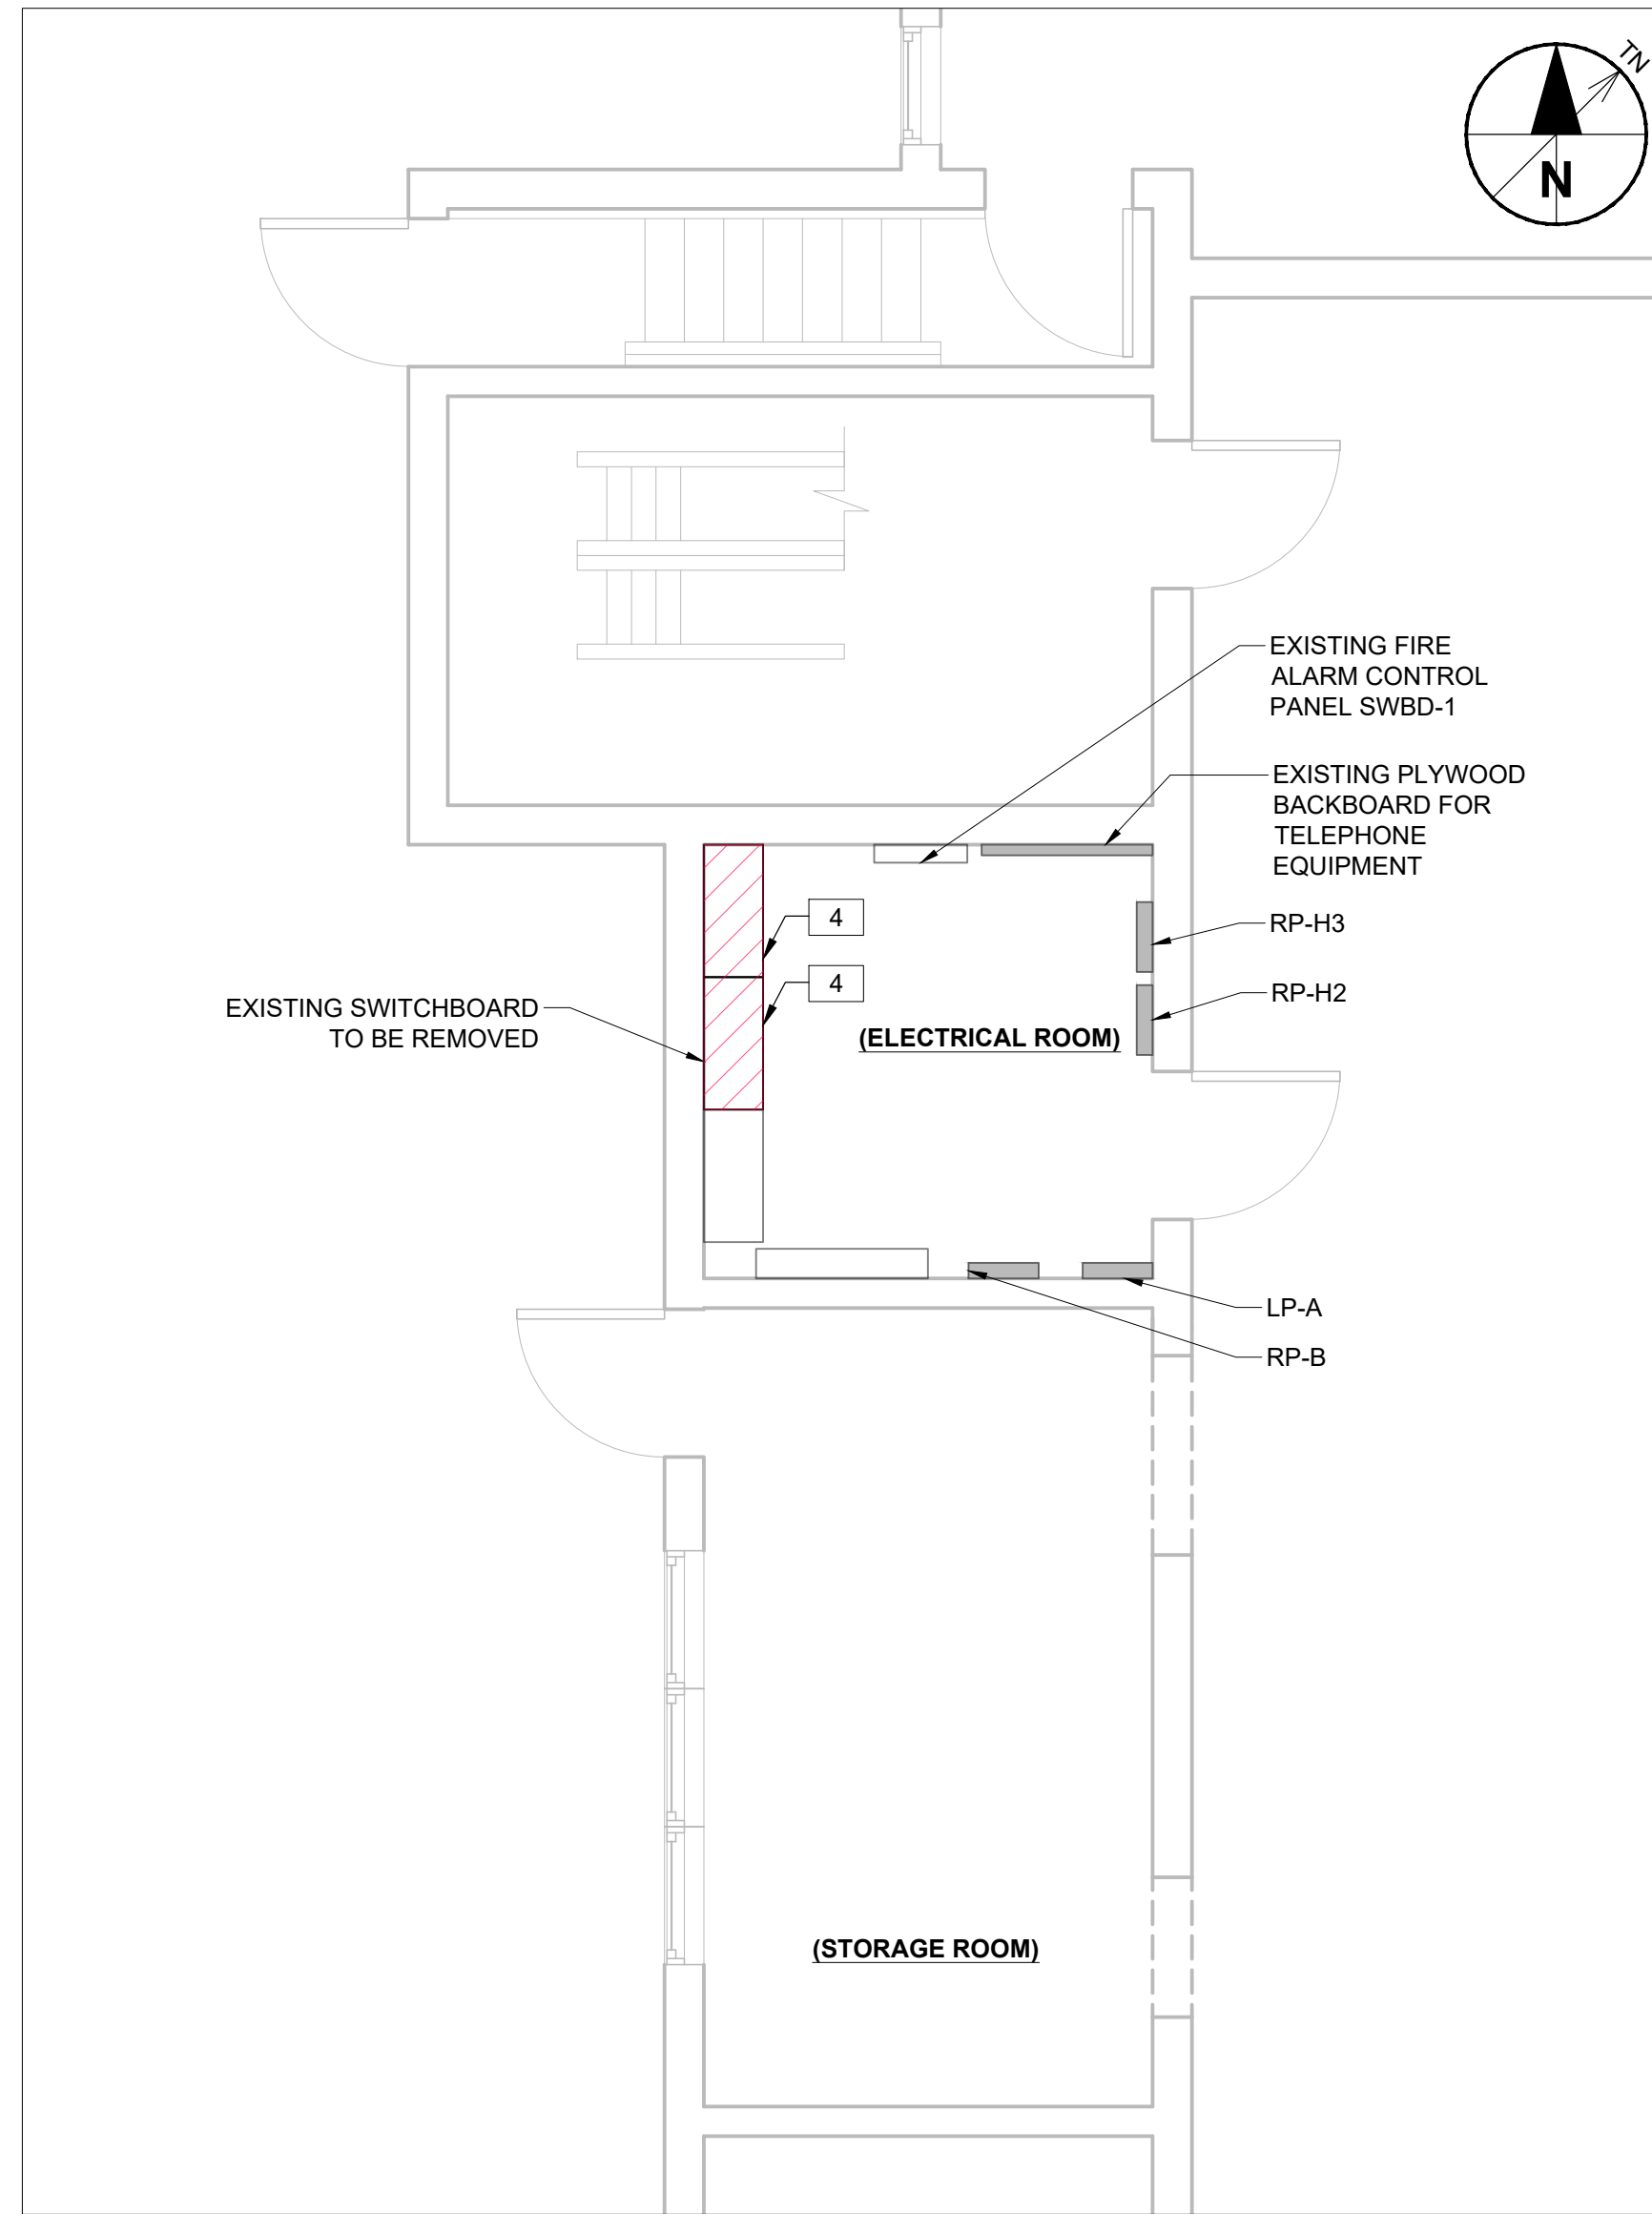 TN
N
EXISTING FIRE
ALARM CONTROL
PANEL SWBD-1
EXISTING PLYWOOD
BACKBOARD FOR
TELEPHONE
EQUIPMENT
4
RP-H3
4
RP-H2
EXISTING SWITCHBOARD
TO BE REMOVED
(ELECTRICAL ROOM)
LP-A
RP-B
(STORAGE ROOM)